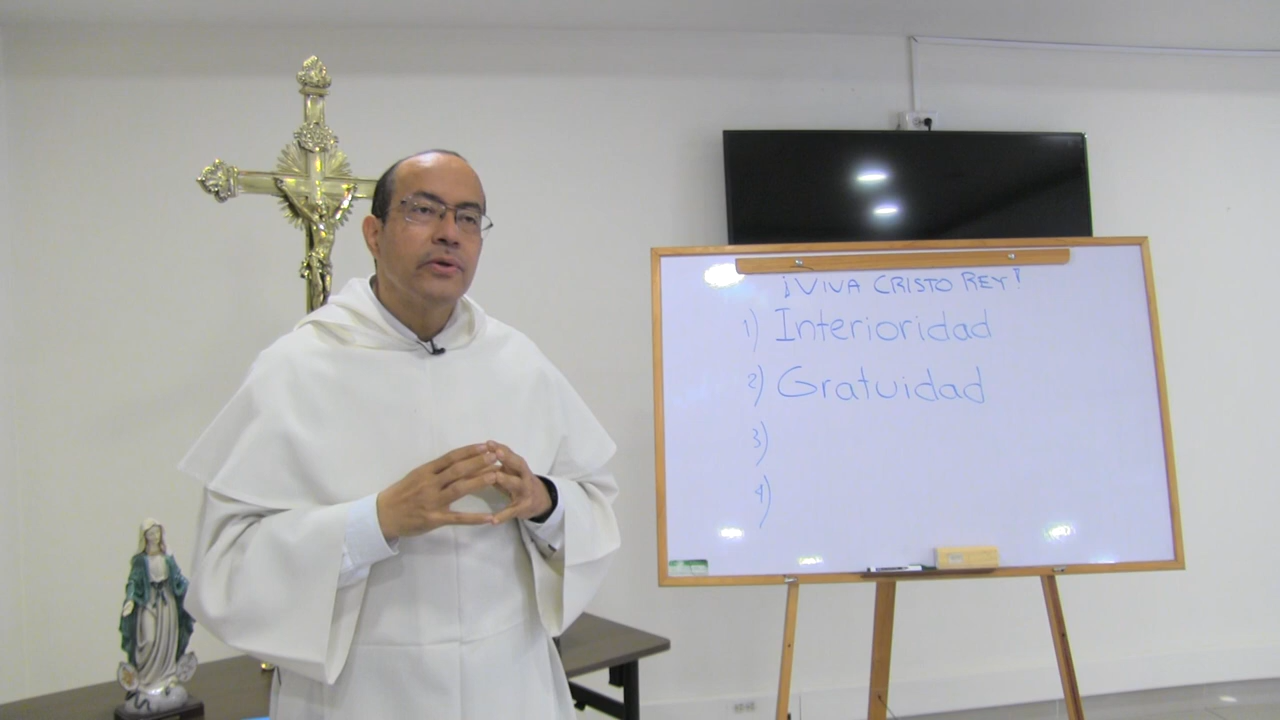 ¡VIVA CRISTO REY!
1) Interioridad
2) Gratuidad
3)
4)